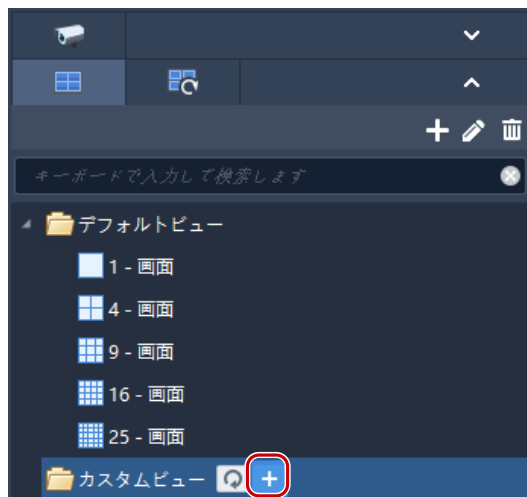 キーボードで入力して検索します
デフォルトビュー
1 - 画面
4 - 画面
9 - 画面
16 - 画面
25 - 画面
カスタムビュー